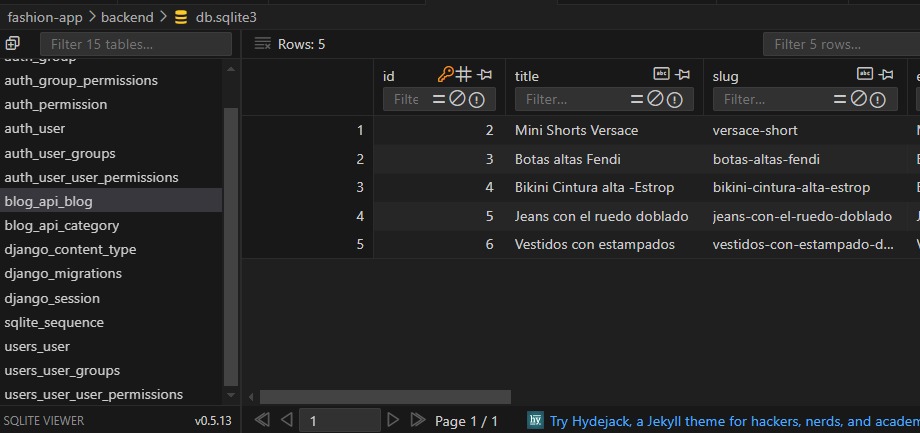 fashion-app > backend > db.sqlite3
Filter 15 tables...
auth_group
auth_group_permissions
auth_permission
auth_user
auth_user_groups
auth_user_user_permissions
blog_api_blog
blog_api_category
django_content_type
django_migrations
django_session
sqlite_sequence
users_user
users_user_groups
users_user_user_permissions
SQLITE VIEWER v0.5.13
Rows: 5 Filter 5 rows...
id title abc slug abc
Filte Filter... Filter...
1 2 Mini Shorts Versace versace-short
2 3 Botas altas Fendi botas-altas-fendi
3 4 Bikini Cintura alta -Estrop bikini-cintura-alta-estrop
4 5 Jeans con el ruedo doblado jeans-con-el-ruedo-doblado
5 6 Vestidos con estampados vestidos-con-estampado-d...
1 Page 1 / 1 hy Try Hydejack, a Jekyll theme for hackers, nerds, and academ